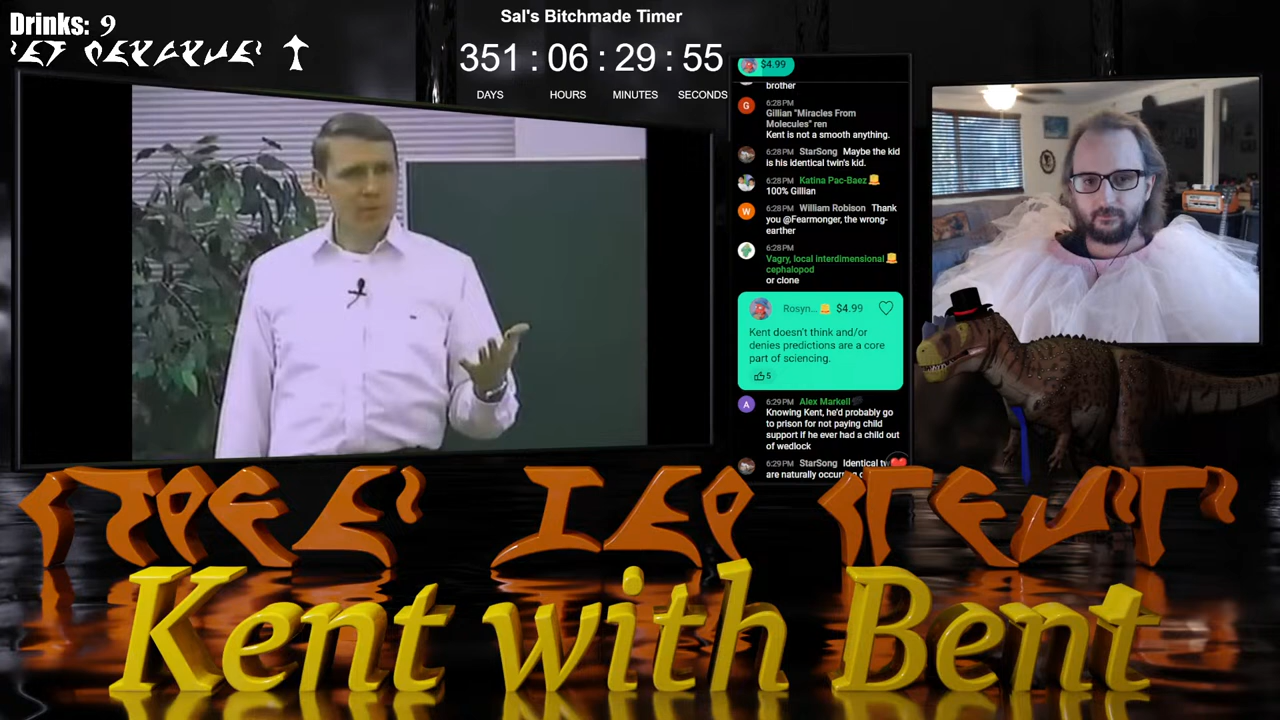 Drinks: 9
Sal's Bitchmade Timer
351 : 06 : 29 : 55
DAYS HOURS MINUTES SECONDS
$4.99
brother
G 6:28PM
Gillian "Miracles From
Molecules" ren
Kent is not a smooth anything.
6:28PM StarSong Maybe the kid
is his identical twin's kid.
6:28PM Katina Pac-Baez
100% Gillian
W 6:28PM William Robison Thank
you @Fearmonger, the wrong-
earther
6:28PM
Vagry, local interdimensional
cephalopod
or clone
Rosyn... $4.99
Kent doesn't think and/or
denies predictions are a core
part of sciencing.
5
A 6:29PM Alex Markell
Knowing Kent, he'd probably go
to prison for not paying child
support if he ever had a child out
of wedlock
6:29PM StarSong Identical
are naturally
Kent with Bent